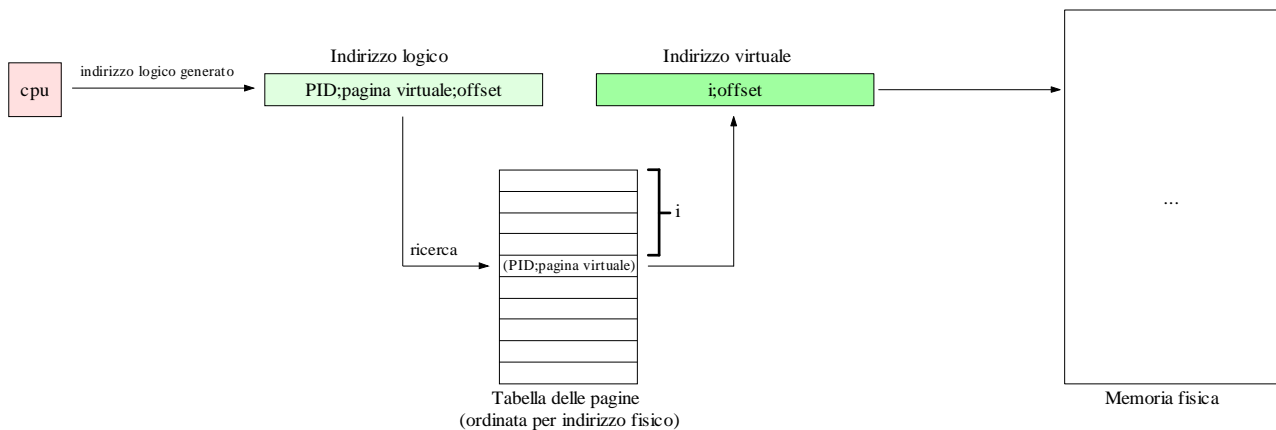 Indirizzo logico
Indirizzo virtuale
cpu
indirizzo logico generato
PID;pagina virtuale;offset
i;offset
...
i
ricerca
(PID;pagina virtuale)
Tabella delle pagine
(ordinata per indirizzo fisico)
Memoria fisica